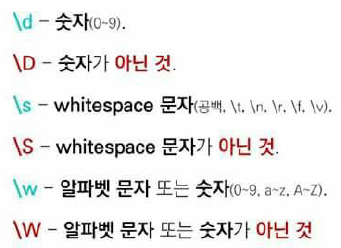 \d - 숫자(0~9).
\D - 숫자가 아닌 것.
\s - whitespace 문자(공백, \t, \n, \r, \f, \v).
\S - whitespace 문자가 아닌 것.
\w - 알파벳 문자 또는 숫자(0~9, a~z, A~Z).
\W - 알파벳 문자 또는 숫자가 아닌 것